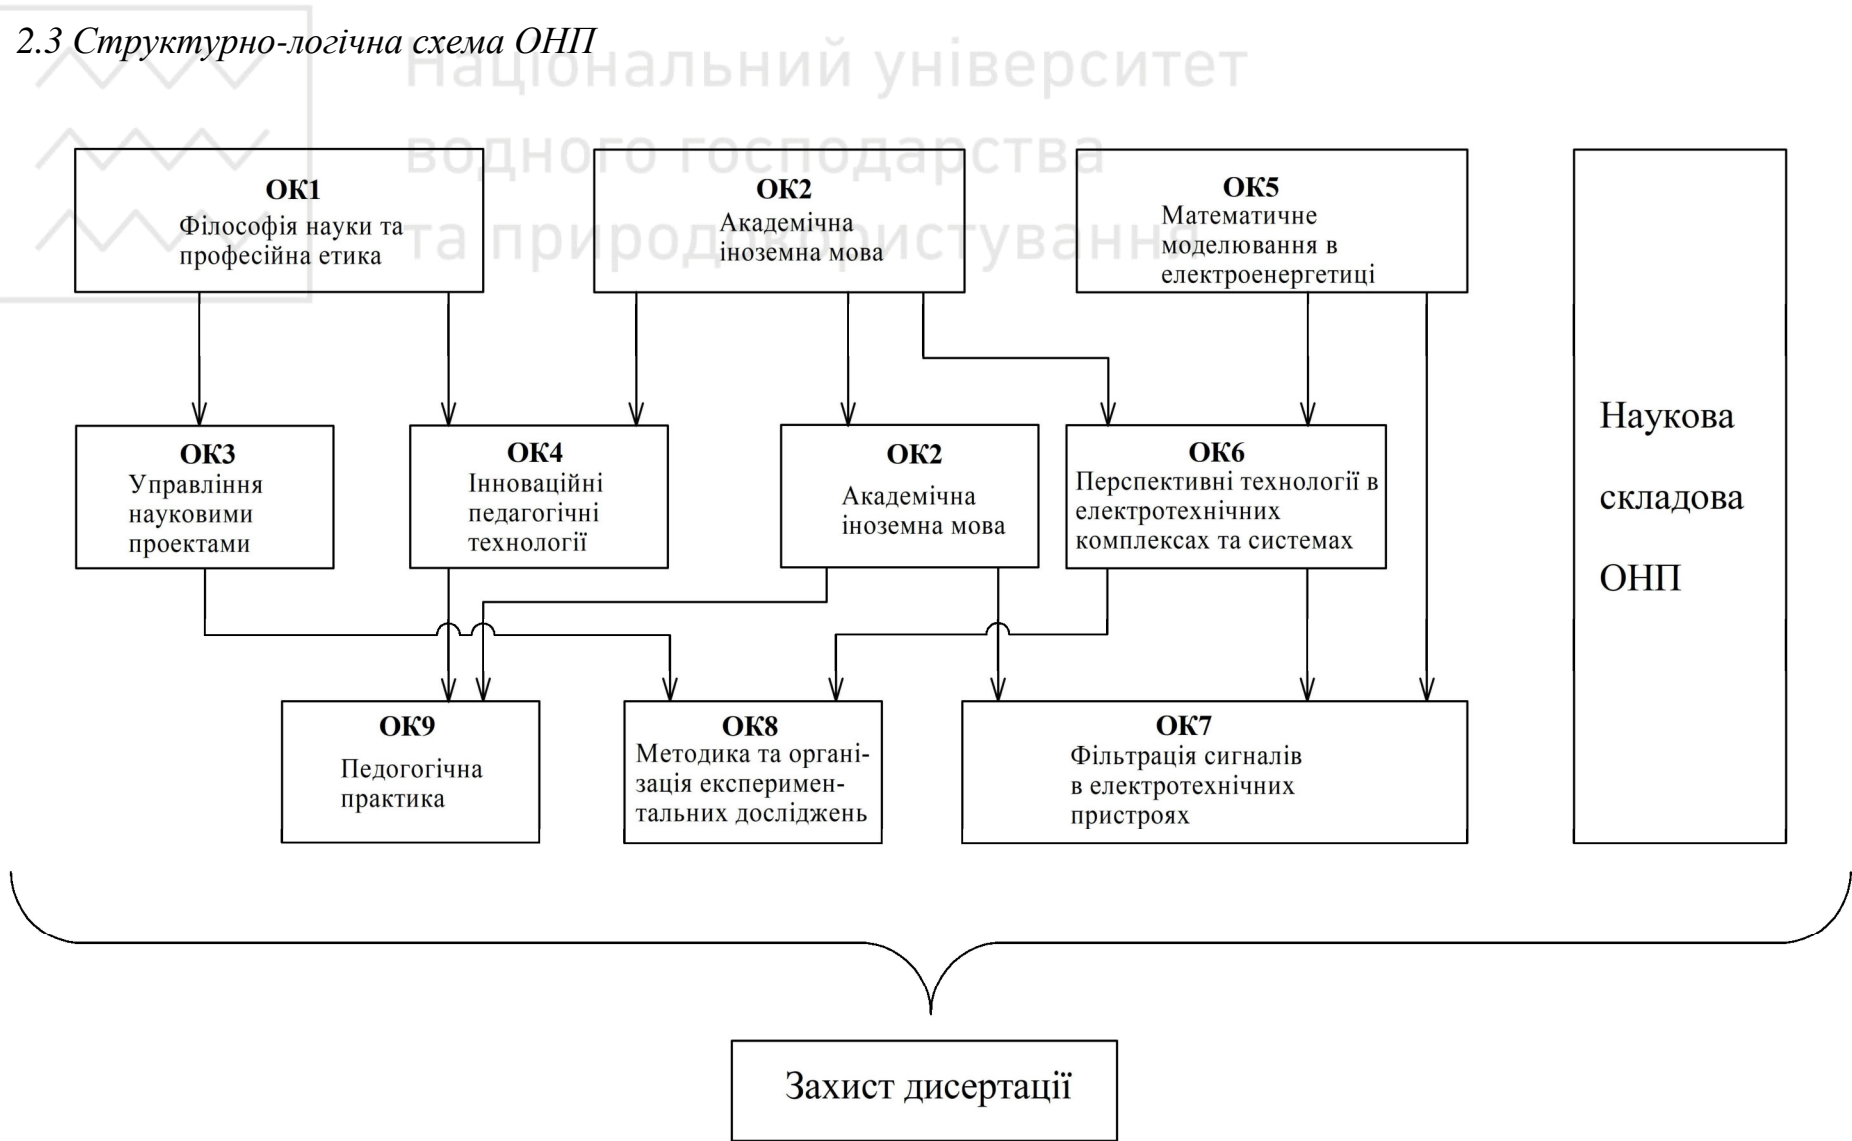 2.3 Структурно-логічна схема ОНП
Національний університет
водного господарства
та природокористування
ОК1
Філософія науки та
професійна етика
ОК2
Академічна
іноземна мова
ОК5
Математичне
моделювання в
електроенергетиці
ОК3
Управління
науковими
проектами
ОК4
Інноваційні
педагогічні
технології
ОК2
Академічна
іноземна мова
ОК6
Перспективні технології в
електротехнічних
комплексах та системах
ОК9
Педогогічна
практика
ОК8
Методика та органі-
зація експеримен-
тальних досліджень
ОК7
Фільтрація сигналів
в електротехнічних
пристроях
Наукова
складова
ОНП
Захист дисертації